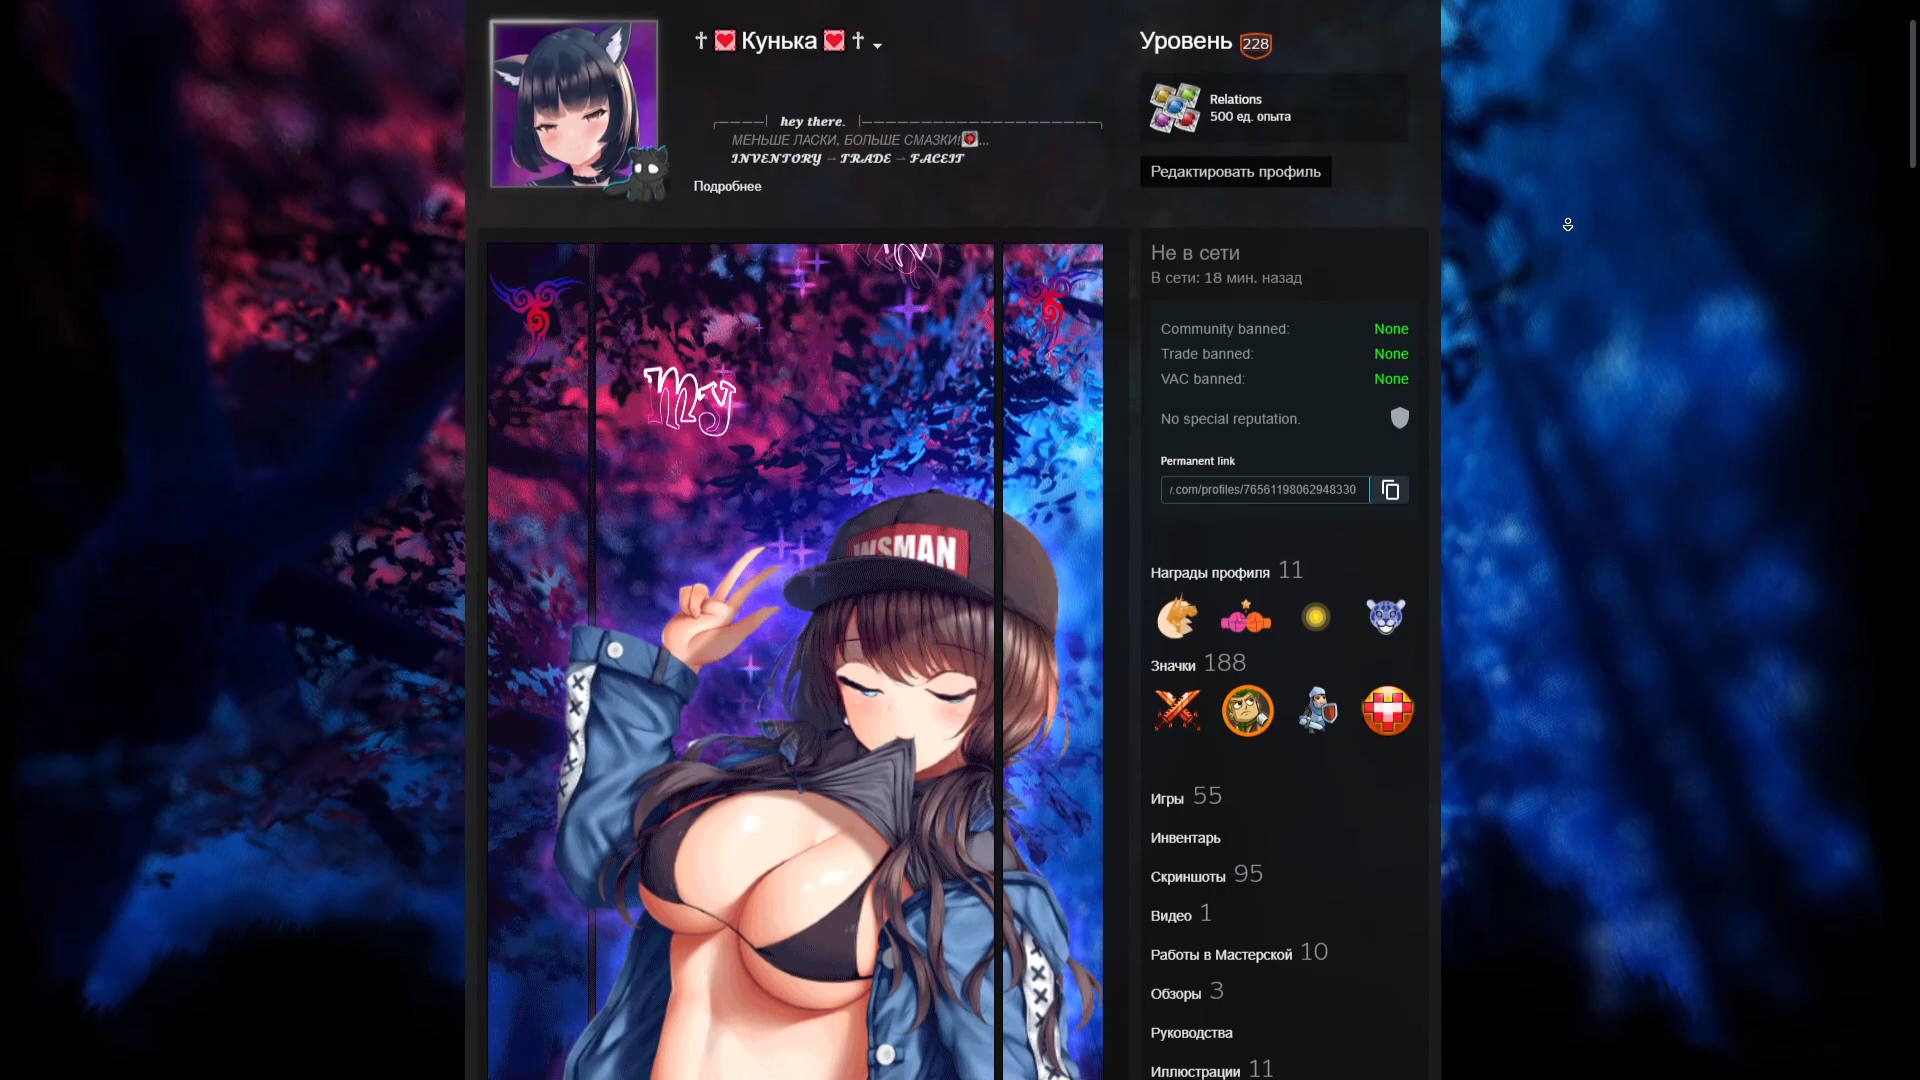 † Кунька †
hey there.
МЕНЬШЕ ЛАСКИ, БОЛЬШЕ СМАЗКИ!...
INVENTORY – TRADE – FACEIT
Подробнее
Уровень 228
Relations
500 ед. опыта
Редактировать профиль
My
WSMAN
Не в сети
В сети: 18 мин. назад
Community banned: None
Trade banned: None
VAC banned: None
No special reputation.
Permanent link
.com/profiles/76561198062948330
Награды профиля 11
Значки 188
Игры 55
Инвентарь
Скриншоты 95
Видео 1
Работы в Мастерской 10
Обзоры 3
Руководства
Иллюстрации 11